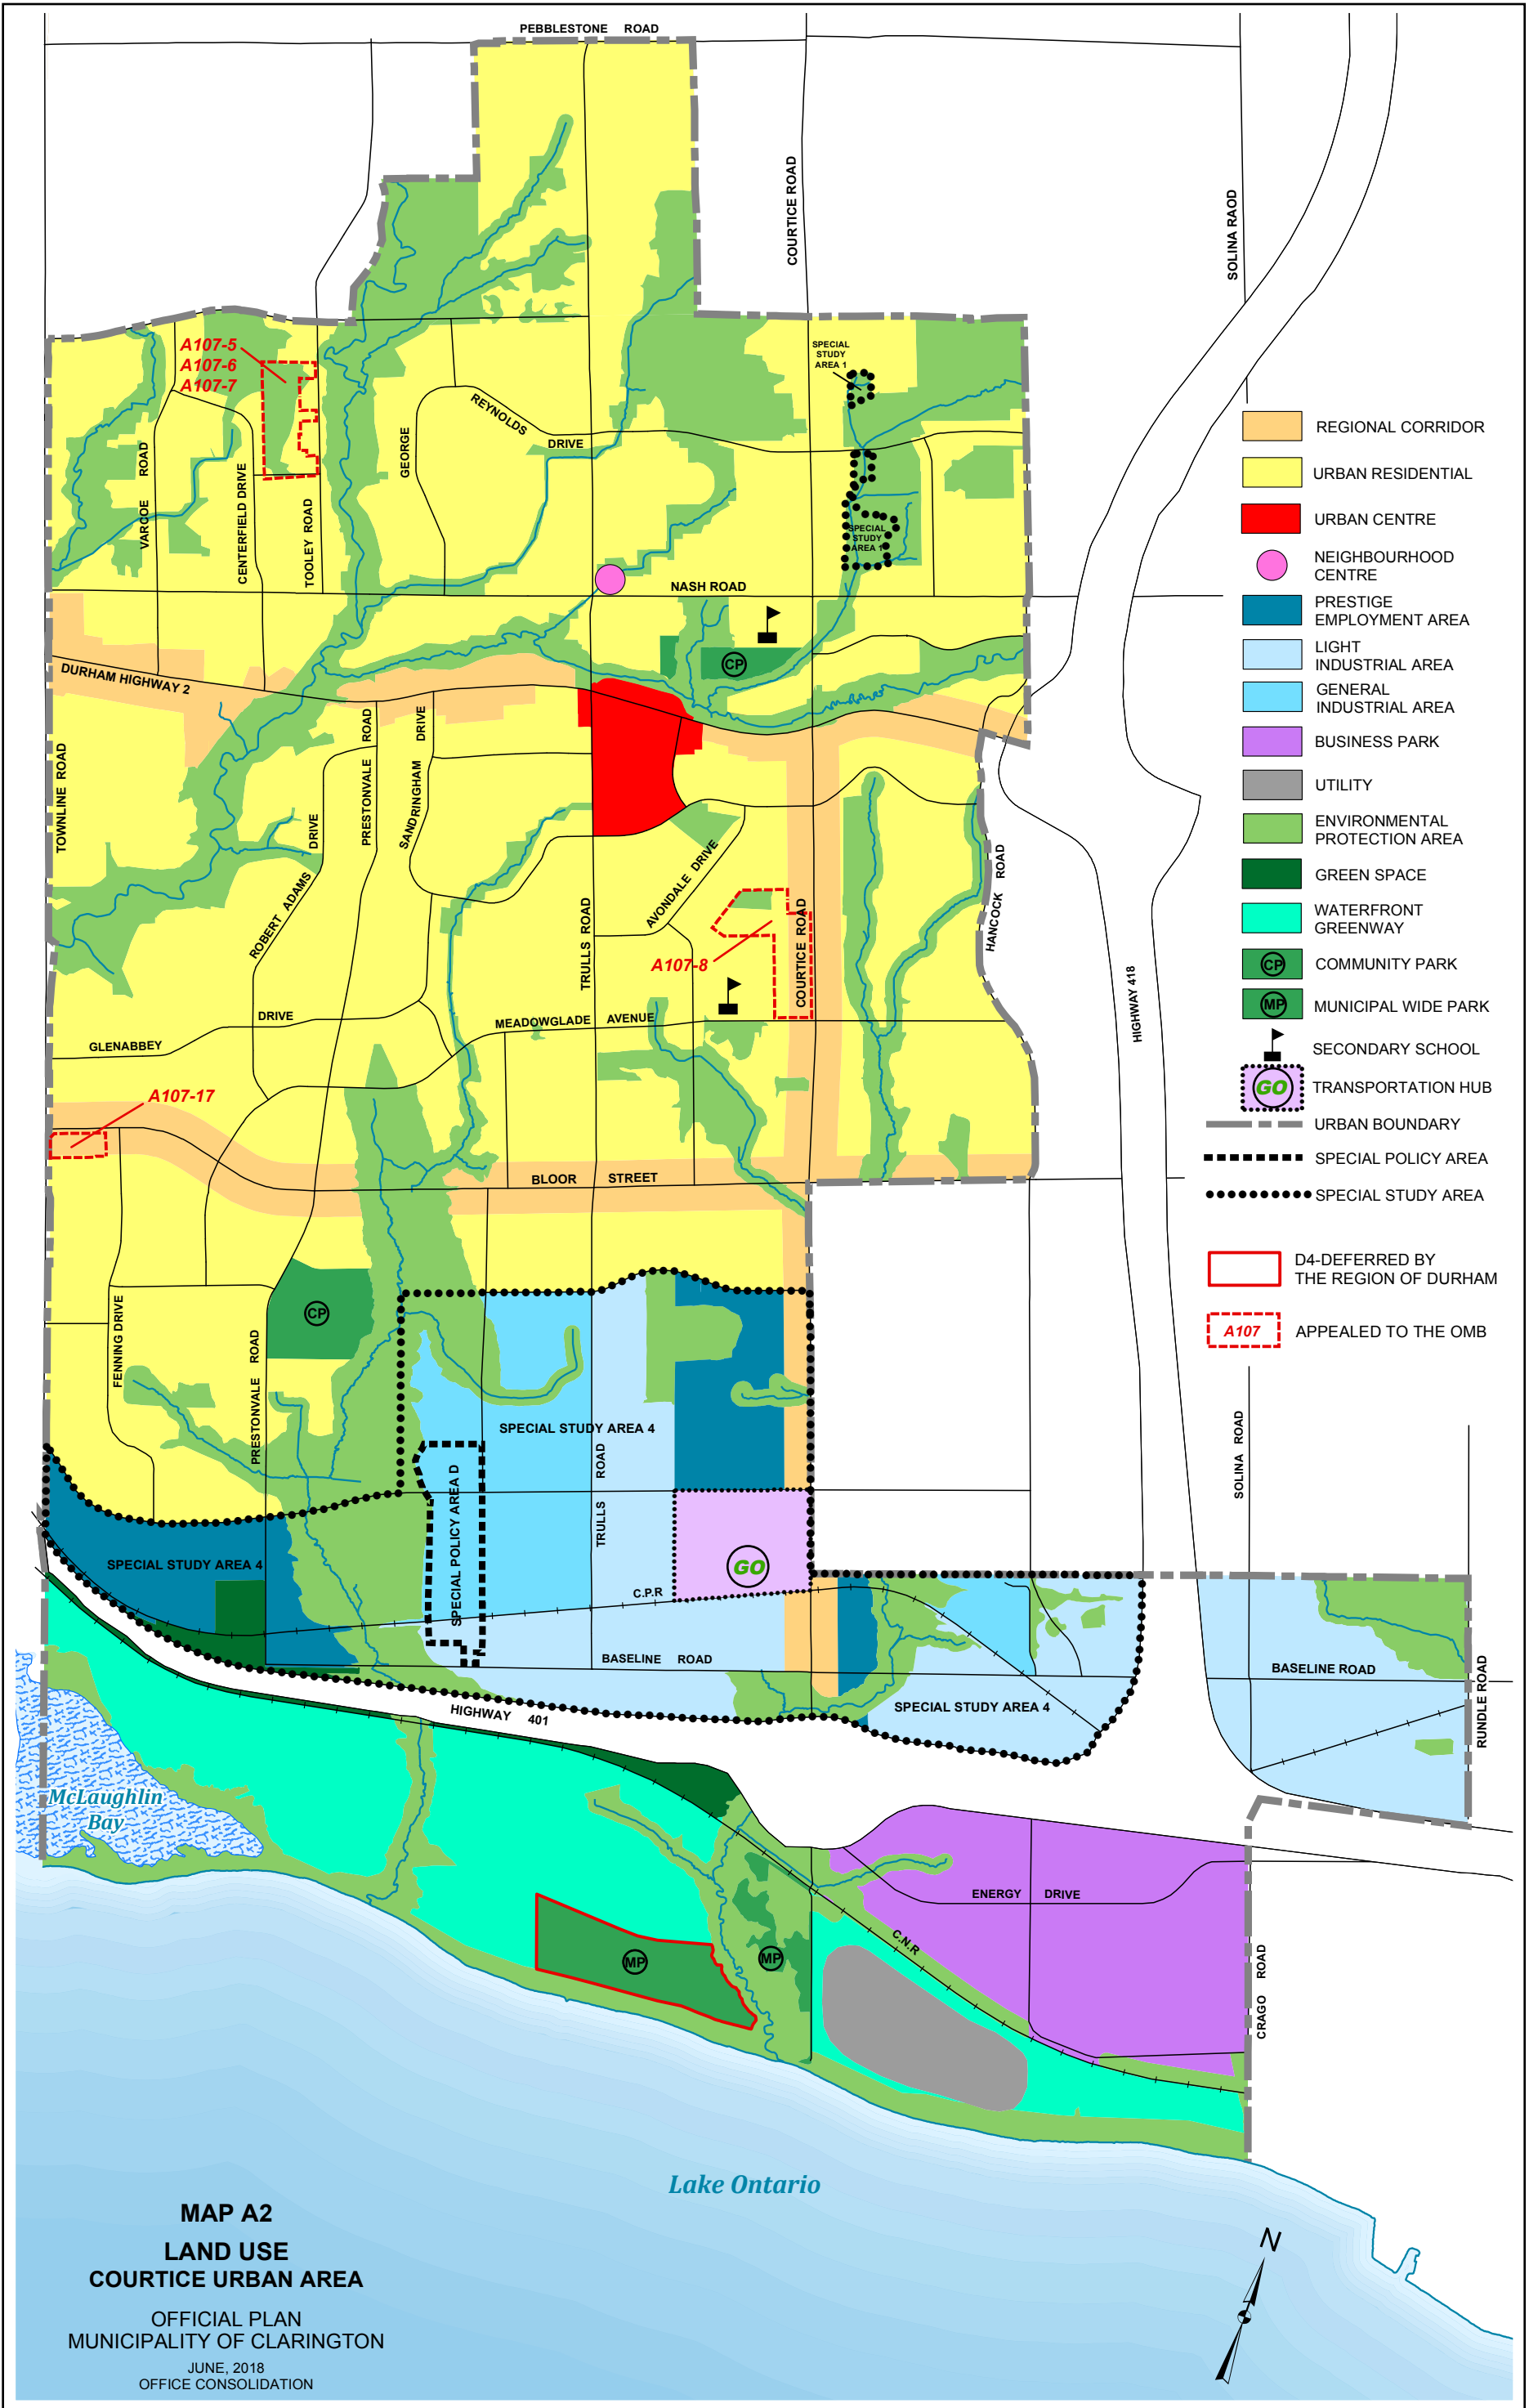 PEBBLESTONE ROAD
COURTICE ROAD
SOLINA RAOD
A107-5
A107-6
A107-7
SPECIAL
STUDY
AREA 1
REYNOLDS
DRIVE
GEORGE
VARCOE ROAD
CENTERFIELD DRIVE
TOOLEY ROAD
SPECIAL
STUDY
AREA 1
NASH ROAD
CP
DURHAM HIGHWAY 2
TOWNLINE ROAD
PRESTONVALE ROAD
SANDRINGHAM DRIVE
ROBERT ADAMS DRIVE
TRULLS ROAD
AVONDALE DRIVE
COURTICE ROAD
HANCOCK ROAD
HIGHWAY 418
A107-8
GLENABBEY DRIVE
MEADOWGLADE AVENUE
A107-17
BLOOR STREET
CP
FENNING DRIVE
PRESTONVALE ROAD
SPECIAL STUDY AREA 4
TRULLS ROAD
SPECIAL POLICY AREA D
SPECIAL STUDY AREA 4
GO
C.P.R
BASELINE ROAD
SPECIAL STUDY AREA 4
HIGHWAY 401
SOLINA ROAD
BASELINE ROAD
RUNDLE ROAD
McLaughlin
Bay
MP
MP
ENERGY DRIVE
C.N.R
CRAGO ROAD
Lake Ontario
REGIONAL CORRIDOR
URBAN RESIDENTIAL
URBAN CENTRE
NEIGHBOURHOOD
CENTRE
PRESTIGE
EMPLOYMENT AREA
LIGHT
INDUSTRIAL AREA
GENERAL
INDUSTRIAL AREA
BUSINESS PARK
UTILITY
ENVIRONMENTAL
PROTECTION AREA
GREEN SPACE
WATERFRONT
GREENWAY
CP COMMUNITY PARK
MP MUNICIPAL WIDE PARK
SECONDARY SCHOOL
GO TRANSPORTATION HUB
URBAN BOUNDARY
SPECIAL POLICY AREA
SPECIAL STUDY AREA
D4-DEFERRED BY
THE REGION OF DURHAM
A107 APPEALED TO THE OMB
MAP A2
LAND USE
COURTICE URBAN AREA
OFFICIAL PLAN
MUNICIPALITY OF CLARINGTON
JUNE, 2018
OFFICE CONSOLIDATION
N